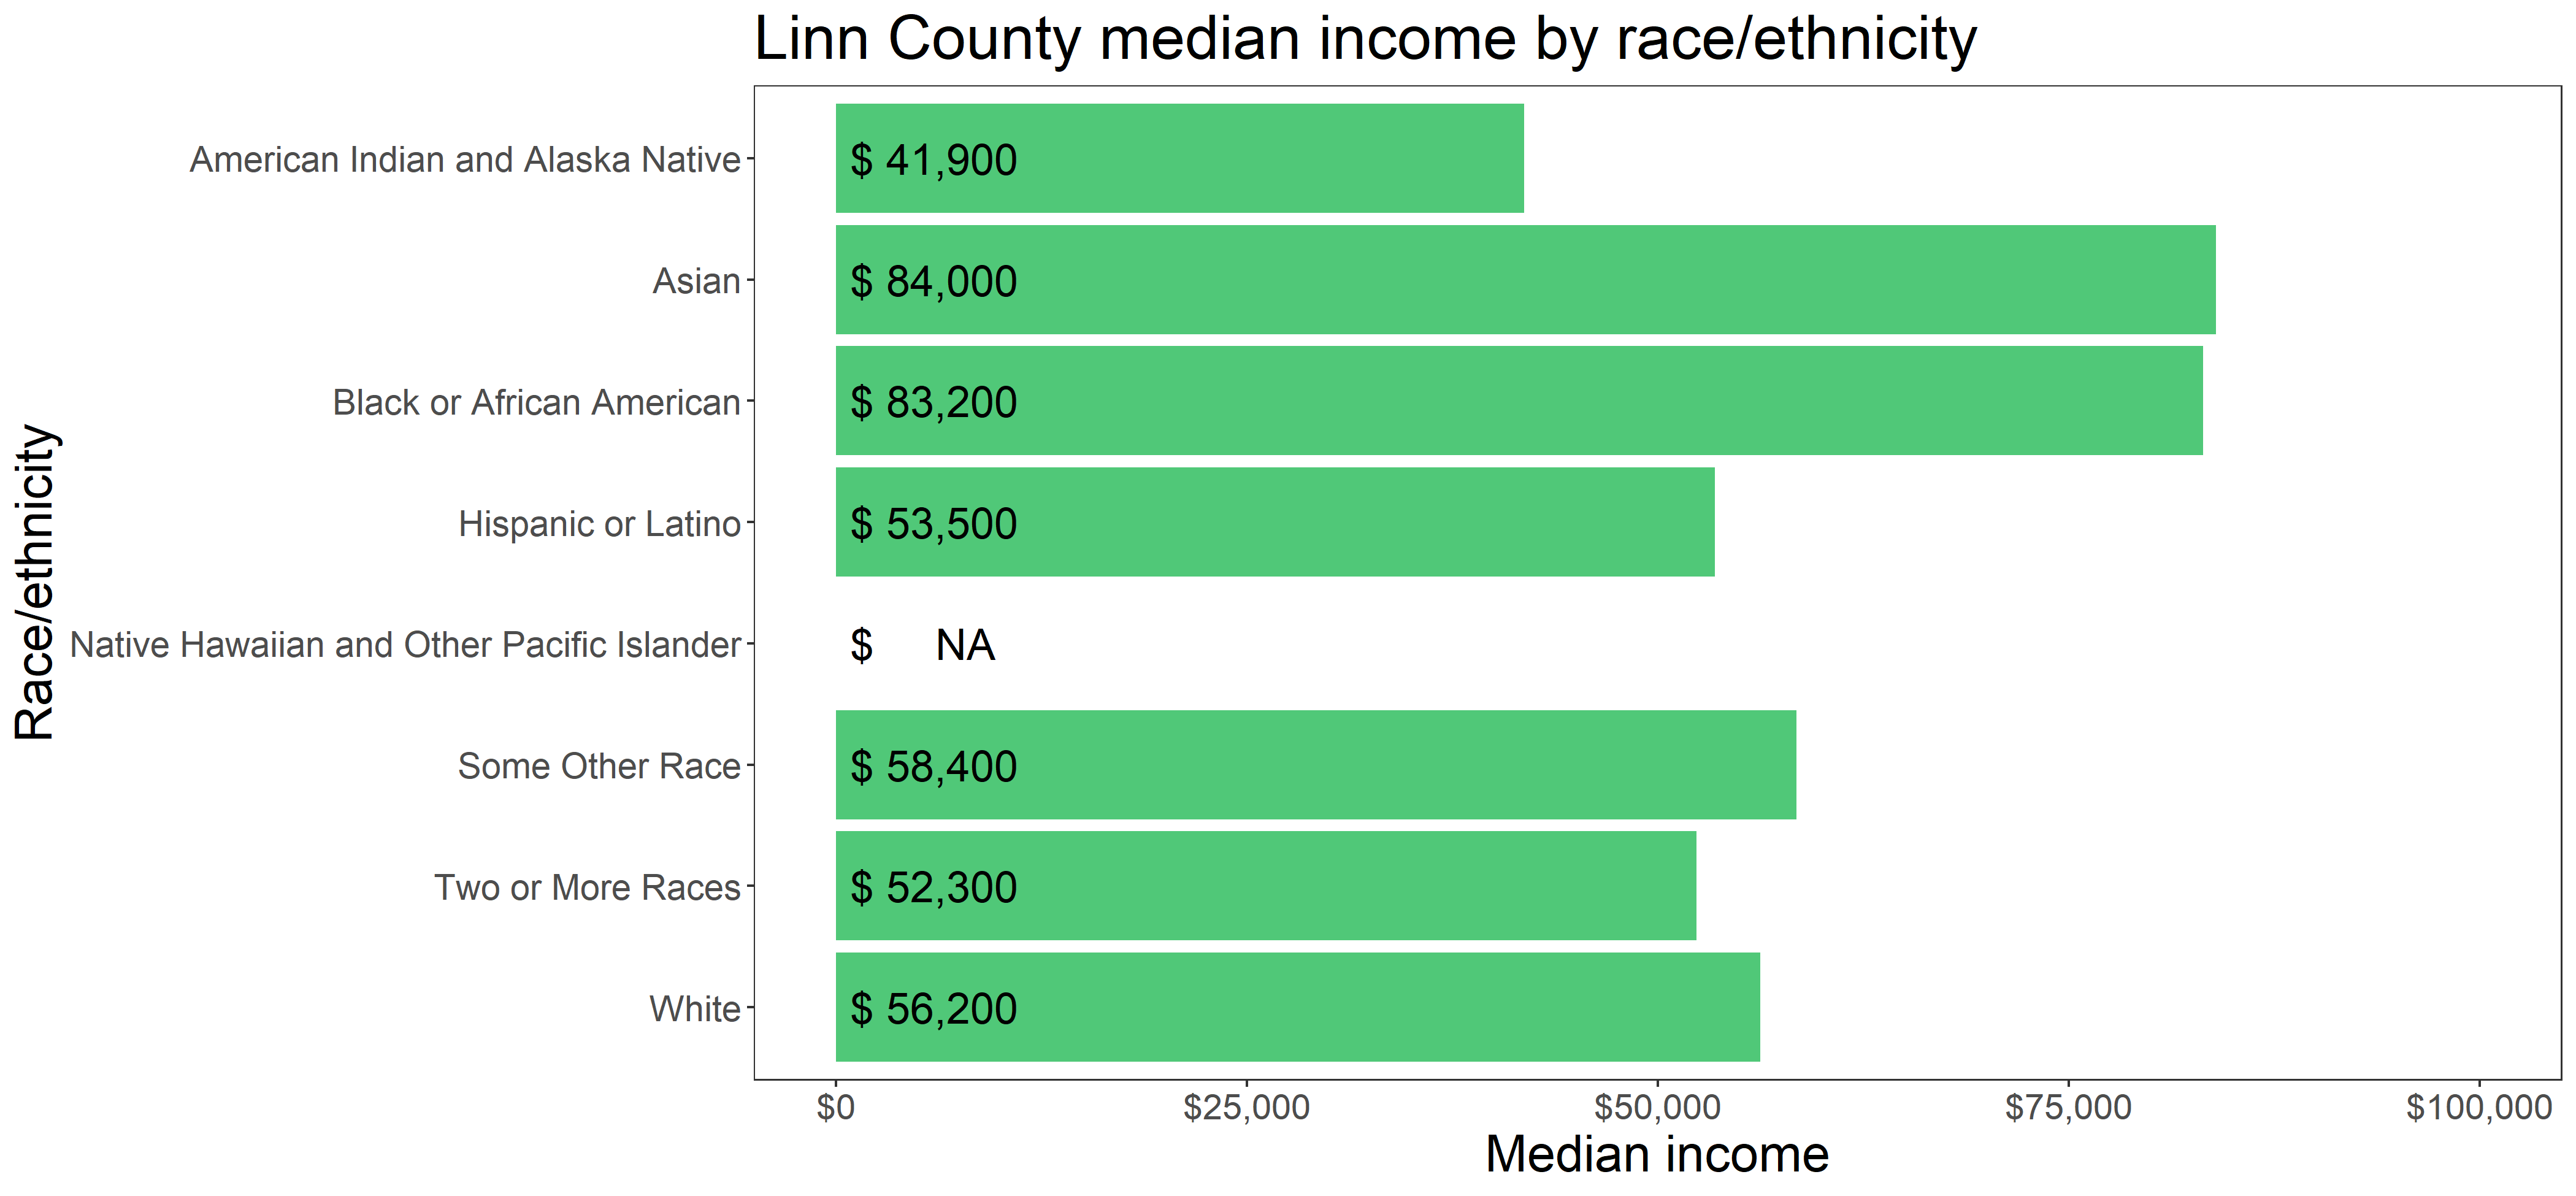 Linn County median income by race/ethnicity
Race/ethnicity
American Indian and Alaska Native $ 41,900
Asian $ 84,000
Black or African American $ 83,200
Hispanic or Latino $ 53,500
Native Hawaiian and Other Pacific Islander $ NA
Some Other Race $ 58,400
Two or More Races $ 52,300
White $ 56,200
$0 $25,000 $50,000 $75,000 $100,000
Median income